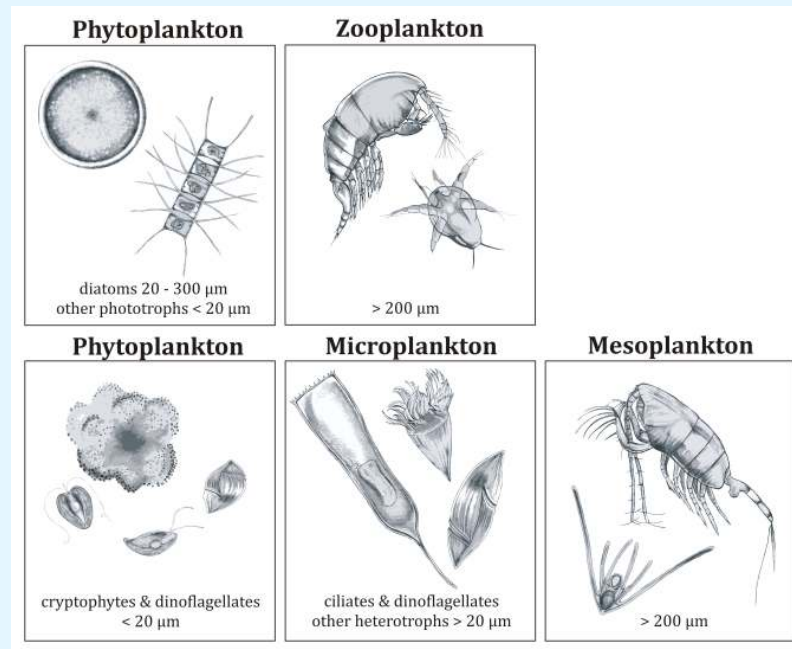 Phytoplankton
Zooplankton
diatoms 20 - 300 µm
other phototrophs < 20 µm
> 200 µm
Phytoplankton
Microplankton
Mesoplankton
cryptophytes & dinoflagellates
< 20 µm
ciliates & dinoflagellates
other heterotrophs > 20 µm
> 200 µm